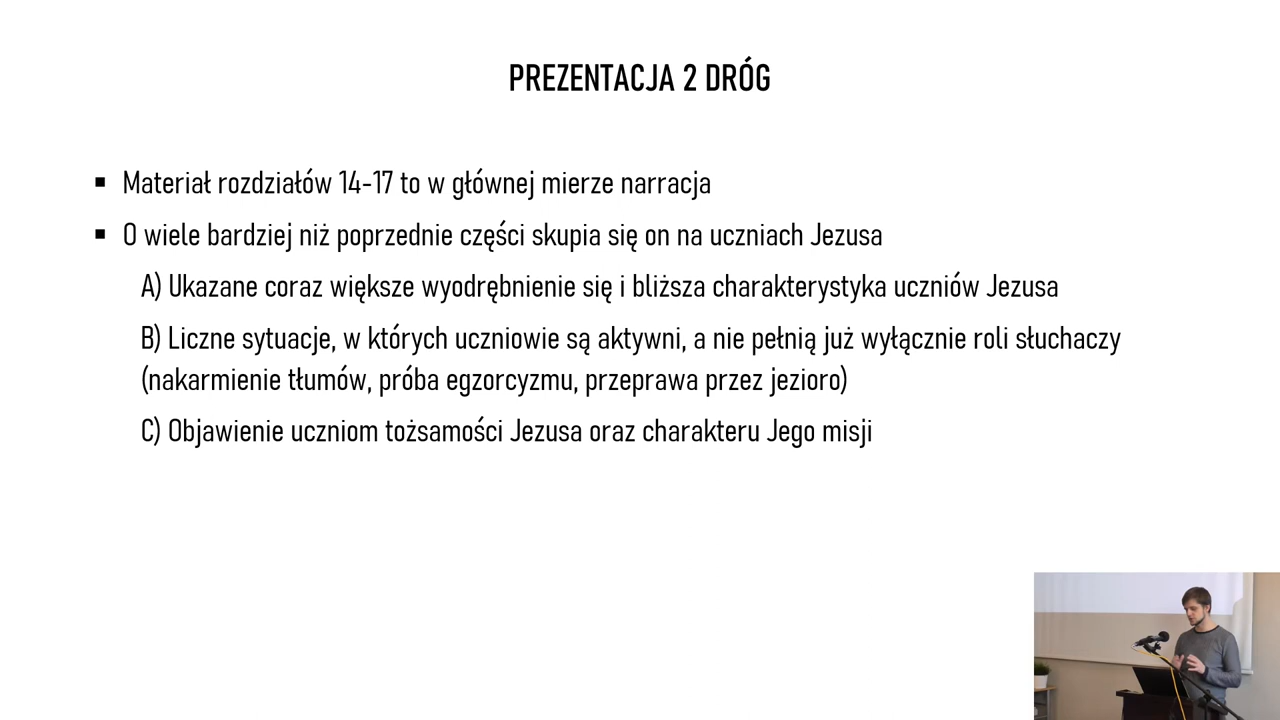 PREZENTACJA 2 DRÓG
▪ Materiał rozdziałów 14-17 to w głównej mierze narracja
▪ O wiele bardziej niż poprzednie części skupia się on na uczniach Jezusa
A) Ukazane coraz większe wyodrębnienie się i bliższa charakterystyka uczniów Jezusa
B) Liczne sytuacje, w których uczniowie są aktywni, a nie pełnią już wyłącznie roli słuchaczy
(nakarmienie tłumów, próba egzorcyzmu, przeprawa przez jezioro)
C) Objawienie uczniom tożsamości Jezusa oraz charakteru Jego misji